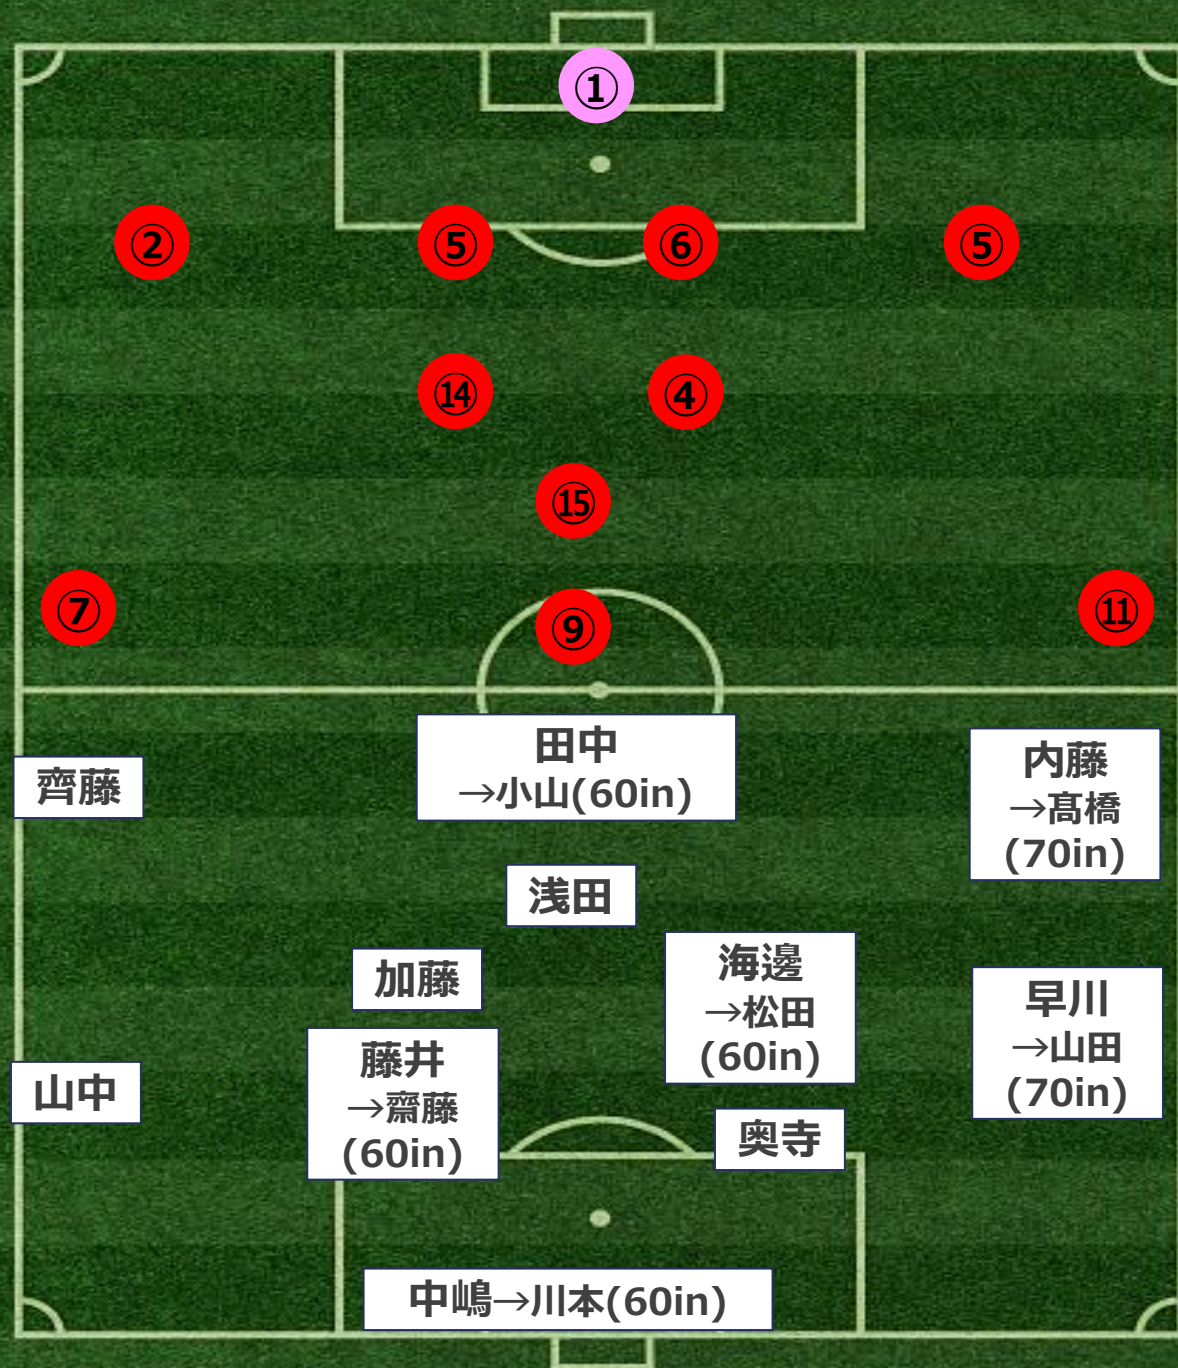 ①
② ⑤ ⑥ ⑤
⑭ ④
⑮
⑦ ⑨ ⑪
田中
→小山(60in)
齊藤
内藤
→髙橋
(70in)
浅田
加藤
海邊
→松田
(60in)
早川
→山田
(70in)
藤井
→齋藤
(60in)
山中
奥寺
中嶋→川本(60in)